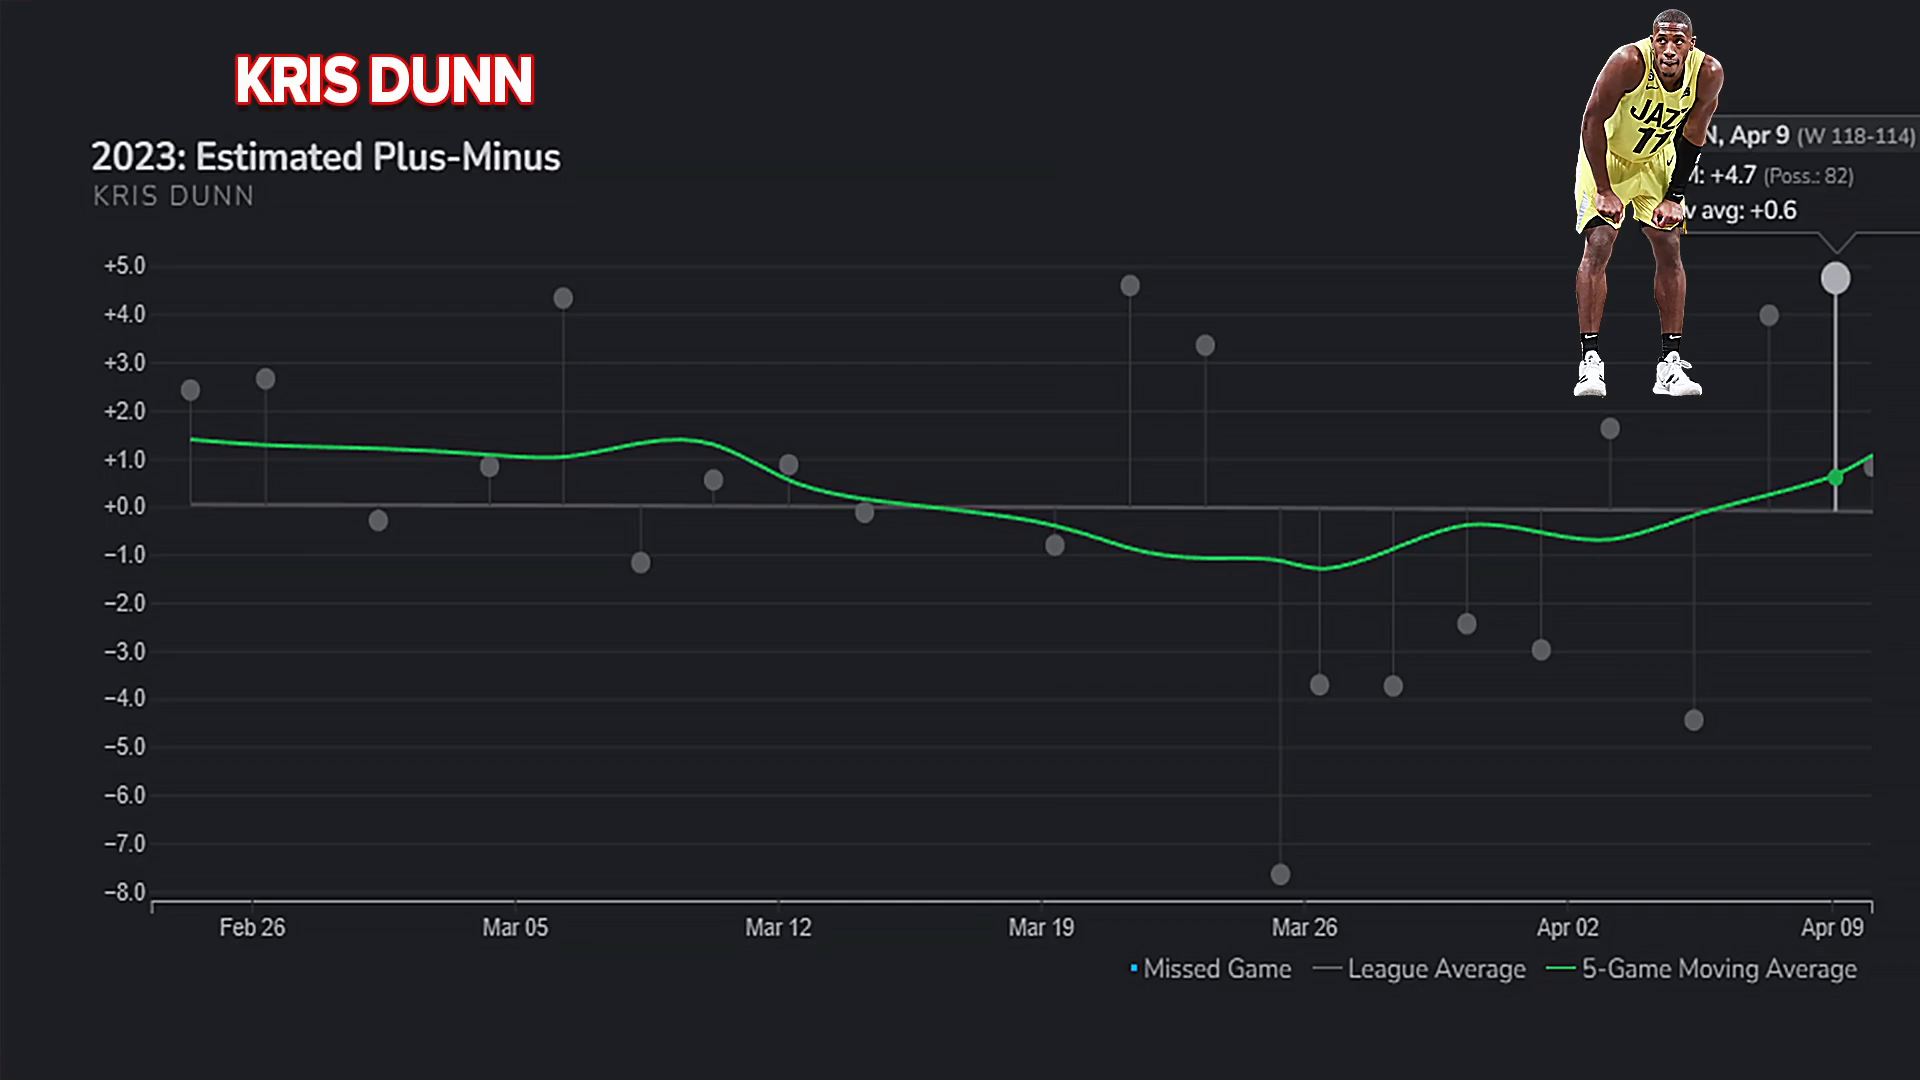 KRIS DUNN
2023: Estimated Plus-Minus
KRIS DUNN
JAZZ
11
N, Apr 9 (W 118-114)
M: +4.7 (Poss.: 82)
v avg: +0.6
+5.0
+4.0
+3.0
+2.0
+1.0
+0.0
−1.0
−2.0
−3.0
−4.0
−5.0
−6.0
−7.0
−8.0
Feb 26 Mar 05 Mar 12 Mar 19 Mar 26 Apr 02 Apr 09
Missed Game League Average 5-Game Moving Average